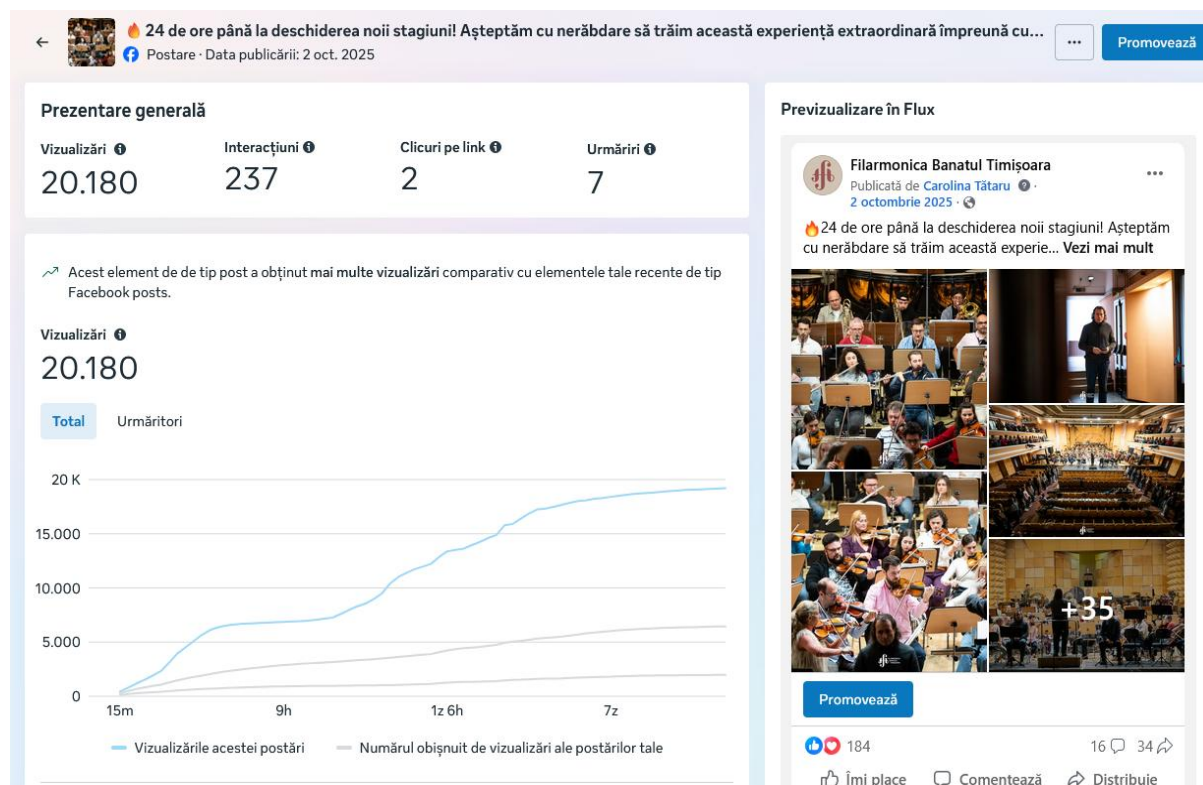 🔥 24 de ore până la deschiderea noii stagiuni! Așteptăm cu nerăbdare să trăim această experiență extraordinară împreună cu...
Postare · Data publicării: 2 oct. 2025
Promovează
Prezentare generală
Vizualizări
Interacțiuni
Clicuri pe link
Urmăriri
20.180
237
2
7
Acest element de de tip post a obținut mai multe vizualizări comparativ cu elementele tale recente de tip
Facebook posts.
Vizualizări
20.180
Total
Urmăritori
20 K
15.000
10.000
5.000
0
15m
9h
1z 6h
7z
Vizualizările acestei postări
Numărul obișnuit de vizualizări ale postărilor tale
Previzualizare în Flux
Filarmonica Banatul Timișoara
Publicată de Carolina Tătaru ·
2 octombrie 2025 ·
🔥24 de ore până la deschiderea noii stagiuni! Așteptăm
cu nerăbdare să trăim această experie... Vezi mai mult
+35
Promovează
184
16
34
Îmi place
Comentează
Distribuie